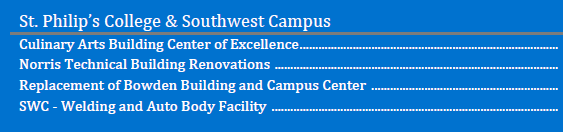 St. Philip’s College & Southwest Campus
Culinary Arts Building Center of Excellence...............................................................................
Norris Technical Building Renovations .......................................................................................
Replacement of Bowden Building and Campus Center .........................................................
SWC - Welding and Auto Body Facility ........................................................................................